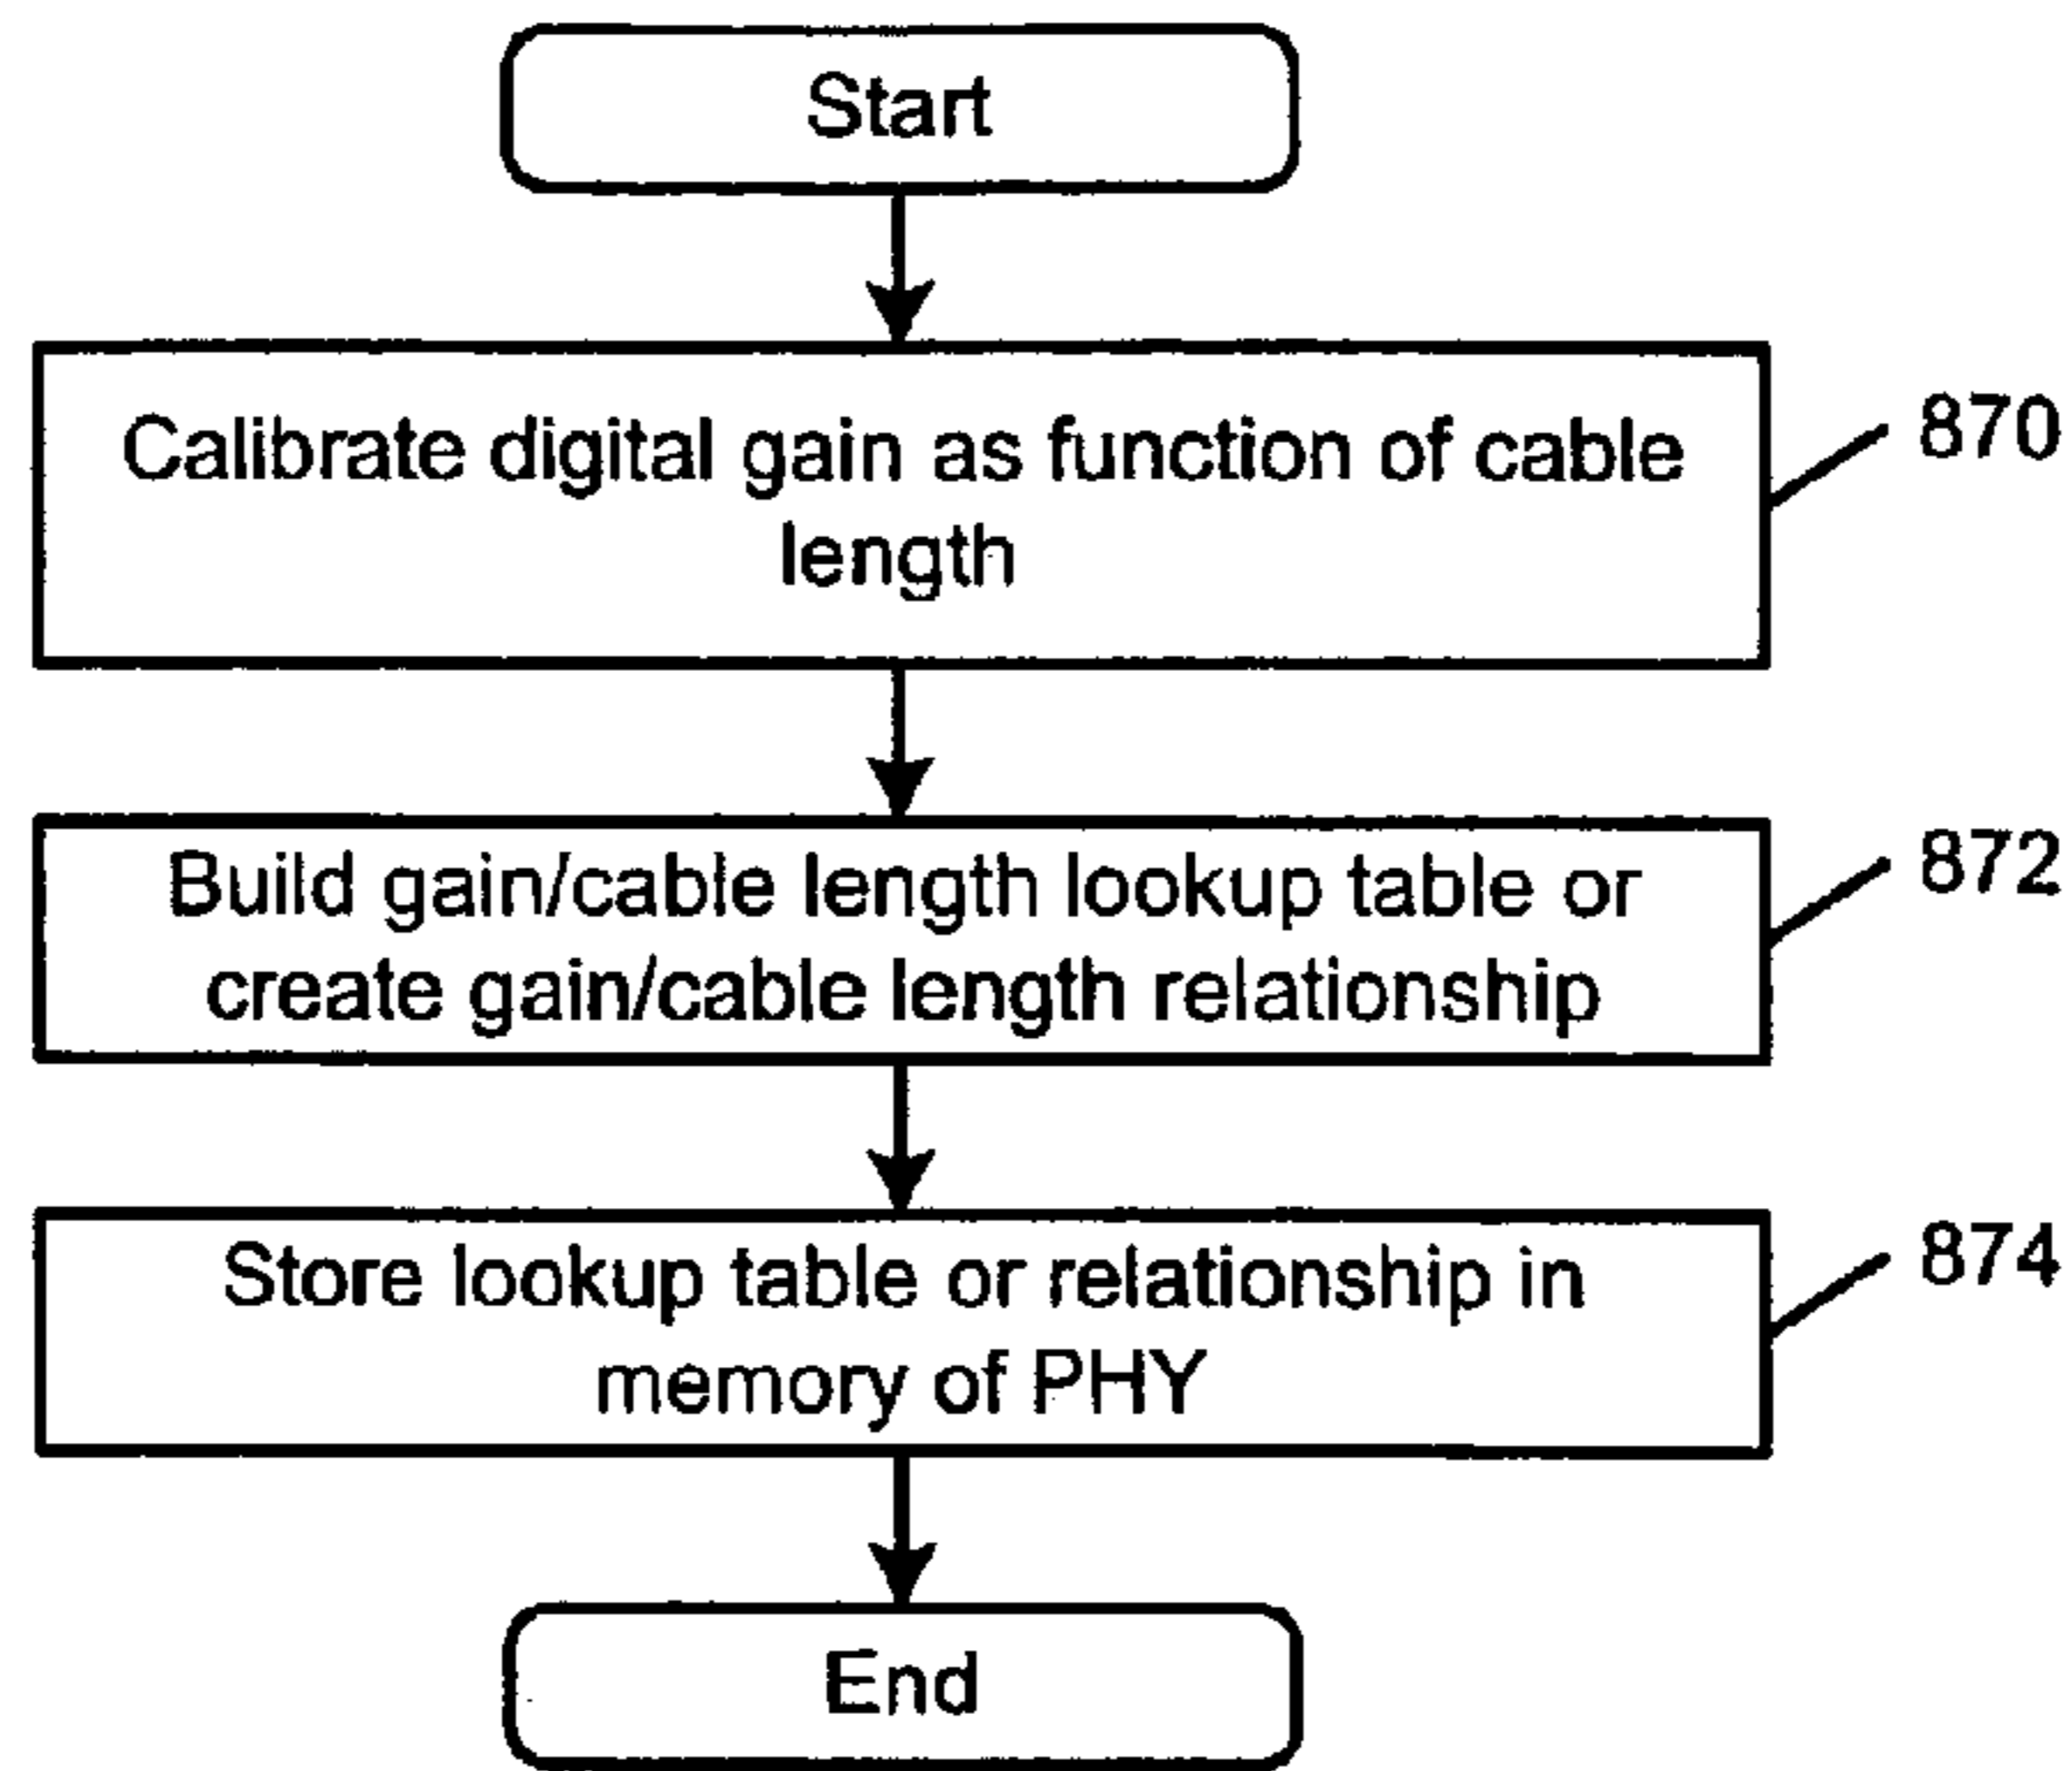 Start
Calibrate digital gain as function of cable
length
870
Build gain/cable length lookup table or
create gain/cable length relationship
872
Store lookup table or relationship in
memory of PHY
874
End